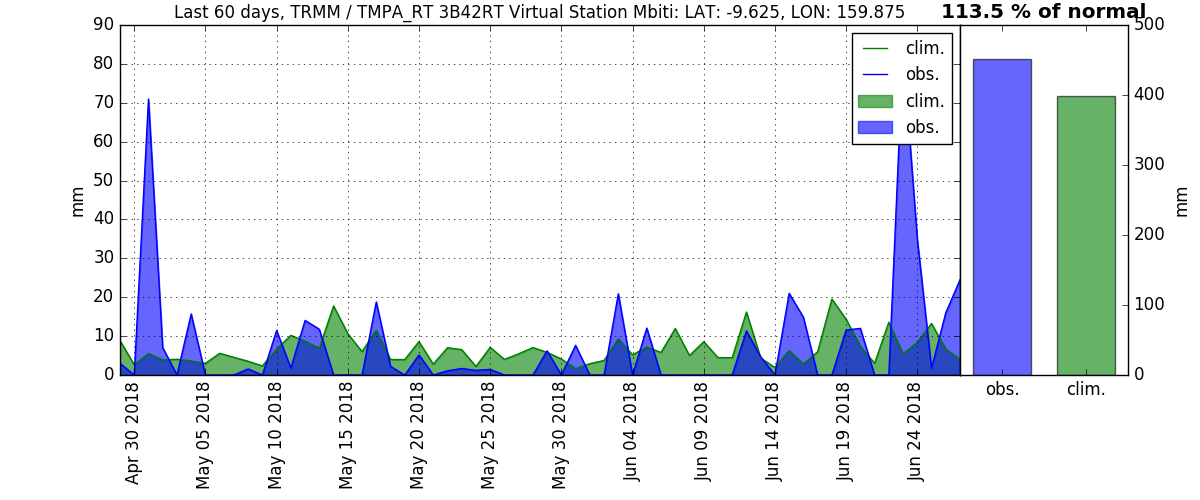 Last 60 days, TRMM / TMPA_RT 3B42RT Virtual Station Mbiti: LAT: -9.625, LON: 159.875
113.5 % of normal
90
80
70
60
50
40
30
20
10
0
mm
clim.
obs.
clim.
obs.
Apr 30 2018
May 05 2018
May 10 2018
May 15 2018
May 20 2018
May 25 2018
May 30 2018
Jun 04 2018
Jun 09 2018
Jun 14 2018
Jun 19 2018
Jun 24 2018
500
400
300
200
100
0
mm
obs.
clim.